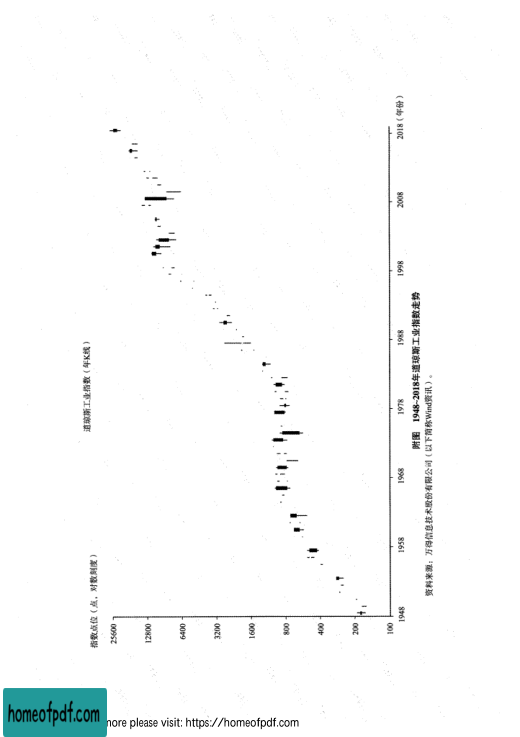 道琼斯工业指数（年K线）
指数点位（点，对数刻度）
25600
12800
6400
3200
1600
800
400
200
100
1948
1958
1968
1978
1988
1998
2008
2018（年份）
附图 1948~2018年道琼斯工业指数走势
资料来源：万得信息技术股份有限公司（以下简称Wind资讯）。
homeofpdf.com
more please visit: https://homeofpdf.com